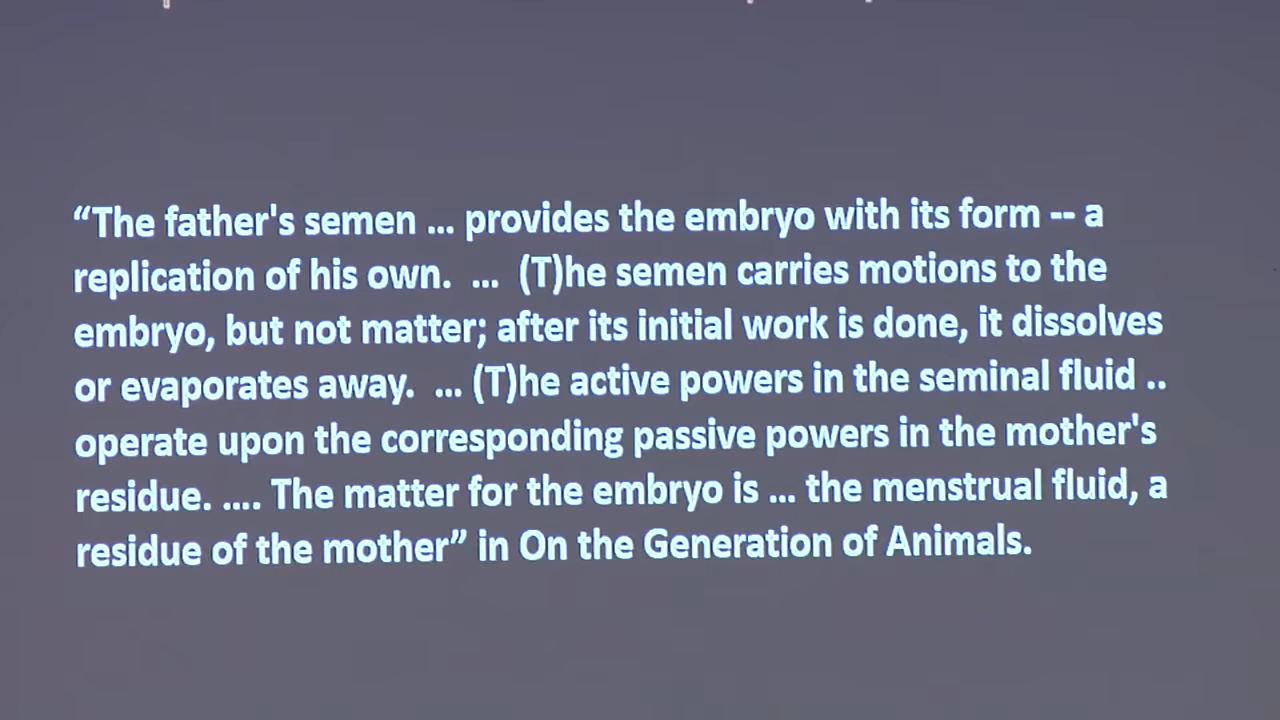 “The father's semen ... provides the embryo with its form -- a
replication of his own.  ...  (T)he semen carries motions to the
embryo, but not matter; after its initial work is done, it dissolves
or evaporates away.  ... (T)he active powers in the seminal fluid ..
operate upon the corresponding passive powers in the mother's
residue. .... The matter for the embryo is ... the menstrual fluid, a
residue of the mother” in On the Generation of Animals.